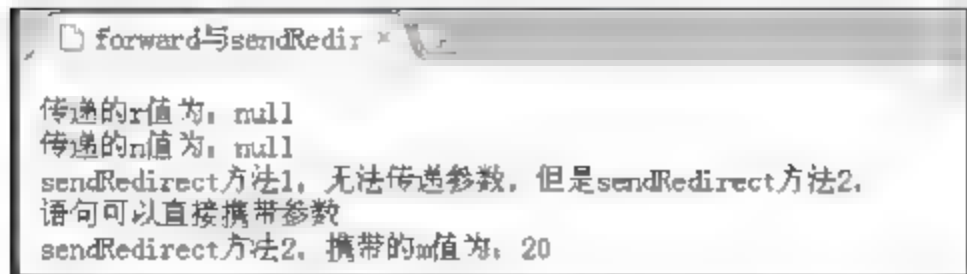 forward与sendRedir ×
传递的r值为：null
传递的n值为：null
sendRedirect方法1，无法传递参数，但是sendRedirect方法2，
语句可以直接携带参数
sendRedirect方法2，携带的m值为：20